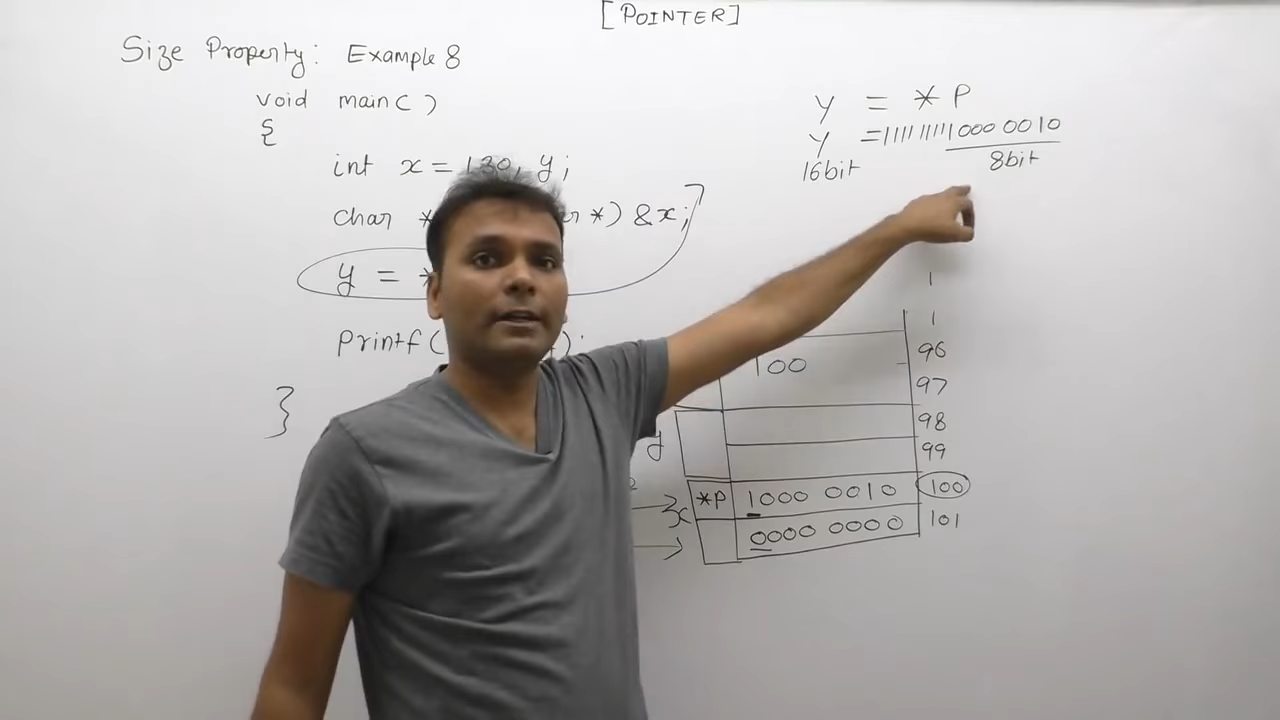 [POINTER]
Size Property: Example 8
void main( )
{
int x = 130, y;
char * *) &x;
y = *
Printf(
}
y = * P
y = 11111111 1000 0010
16bit 8bit
1
1
100 96
97
y 98
99
x *P 1000 0010 100
0000 0000 101